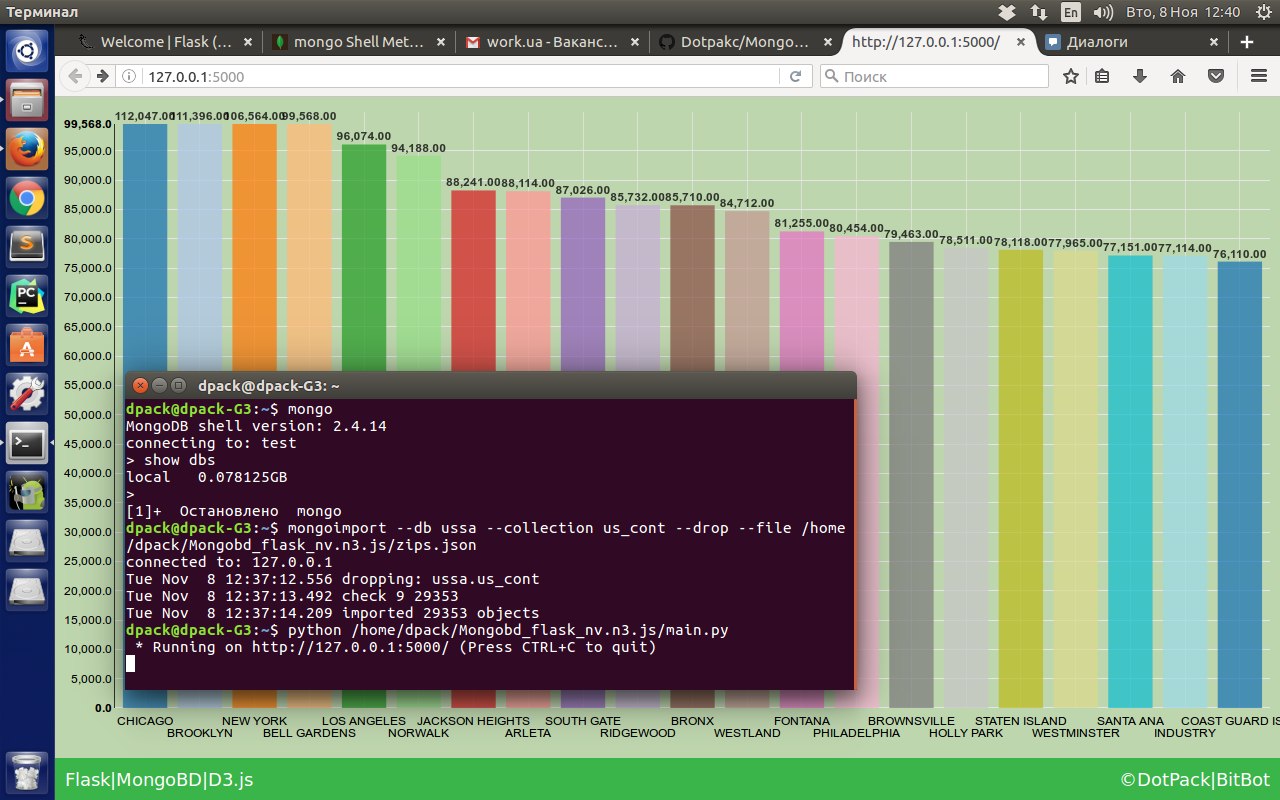 Терминал
En
Вто, 8 Ноя 12:40
Welcome | Flask (...
mongo Shell Met...
work.ua - Ваканс...
Dotpakc/Mongo...
http://127.0.0.1:5000/
Диалоги
127.0.0.1:5000
Поиск
112,047.00
111,396.00
106,564.00
99,568.00
96,074.00
94,188.00
88,241.00
88,114.00
87,026.00
85,732.00
85,710.00
84,712.00
81,255.00
80,454.00
79,463.00
78,511.00
78,118.00
77,965.00
77,151.00
77,114.00
76,110.00
99,568.0
95,000.0
90,000.0
85,000.0
80,000.0
75,000.0
70,000.0
65,000.0
60,000.0
55,000.0
50,000.0
45,000.0
40,000.0
35,000.0
30,000.0
25,000.0
20,000.0
15,000.0
10,000.0
5,000.0
0.0
dpack@dpack-G3: ~
dpack@dpack-G3:~$ mongo
MongoDB shell version: 2.4.14
connecting to: test
> show dbs
local 0.078125GB
>
[1]+ Остановлено mongo
dpack@dpack-G3:~$ mongoimport --db ussa --collection us_cont --drop --file /home
/dpack/Mongobd_flask_nv.n3.js/zips.json
connected to: 127.0.0.1
Tue Nov 8 12:37:12.556 dropping: ussa.us_cont
Tue Nov 8 12:37:13.492 check 9 29353
Tue Nov 8 12:37:14.209 imported 29353 objects
dpack@dpack-G3:~$ python /home/dpack/Mongobd_flask_nv.n3.js/main.py
* Running on http://127.0.0.1:5000/ (Press CTRL+C to quit)
CHICAGO
BROOKLYN
NEW YORK
BELL GARDENS
LOS ANGELES
NORWALK
JACKSON HEIGHTS
ARLETA
SOUTH GATE
RIDGEWOOD
BRONX
WESTLAND
FONTANA
PHILADELPHIA
BROWNSVILLE
HOLLY PARK
STATEN ISLAND
WESTMINSTER
SANTA ANA
INDUSTRY
COAST GUARD IS
Flask|MongoBD|D3.js
©DotPack|BitBot